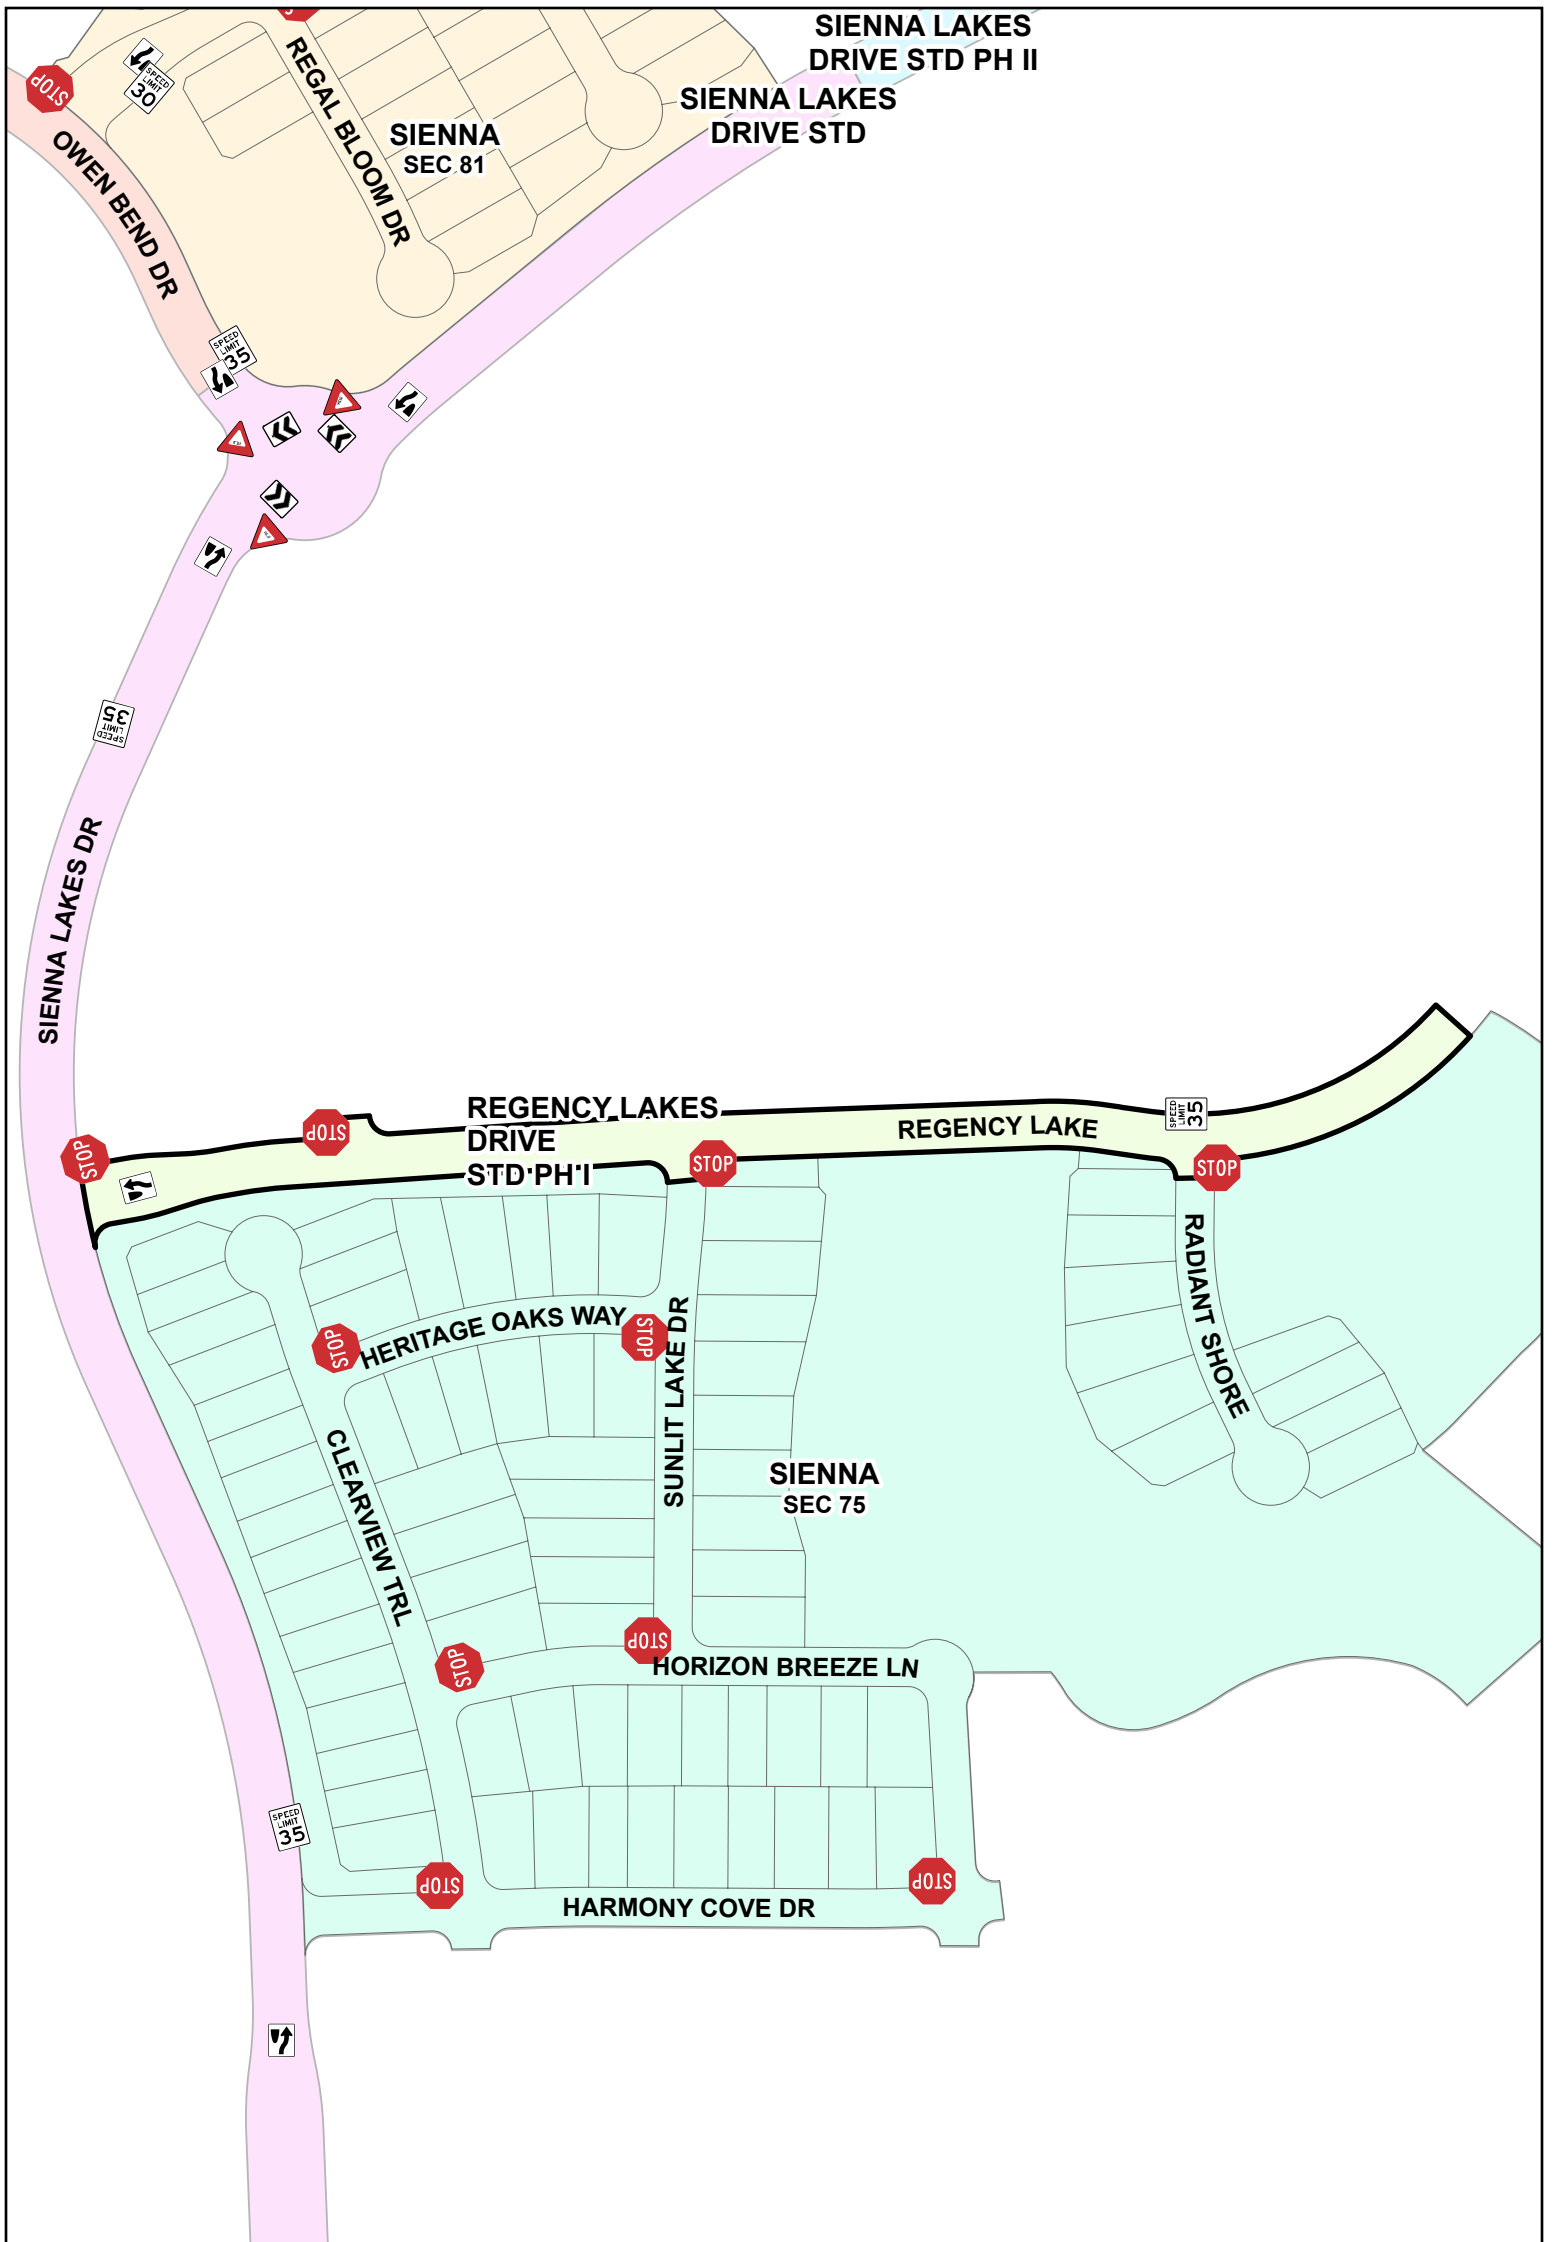 SIENNA LAKES
DRIVE STD PH II
SIENNA LAKES
DRIVE STD
STOP
SPEED
LIMIT
30
REGAL BLOOM DR
SIENNA
SEC 81
OWEN BEND DR
SPEED
LIMIT
35
SPEED
LIMIT
35
SIENNA LAKES DR
REGENCY LAKES
DRIVE
STD PH I
REGENCY LAKE
SPEED
LIMIT
35
STOP
STOP
STOP
STOP
RADIANT SHORE
HERITAGE OAKS WAY
STOP
STOP
SUNLIT LAKE DR
CLEARVIEW TRL
SIENNA
SEC 75
STOP
STOP
HORIZON BREEZE LN
SPEED
LIMIT
35
STOP
STOP
HARMONY COVE DR